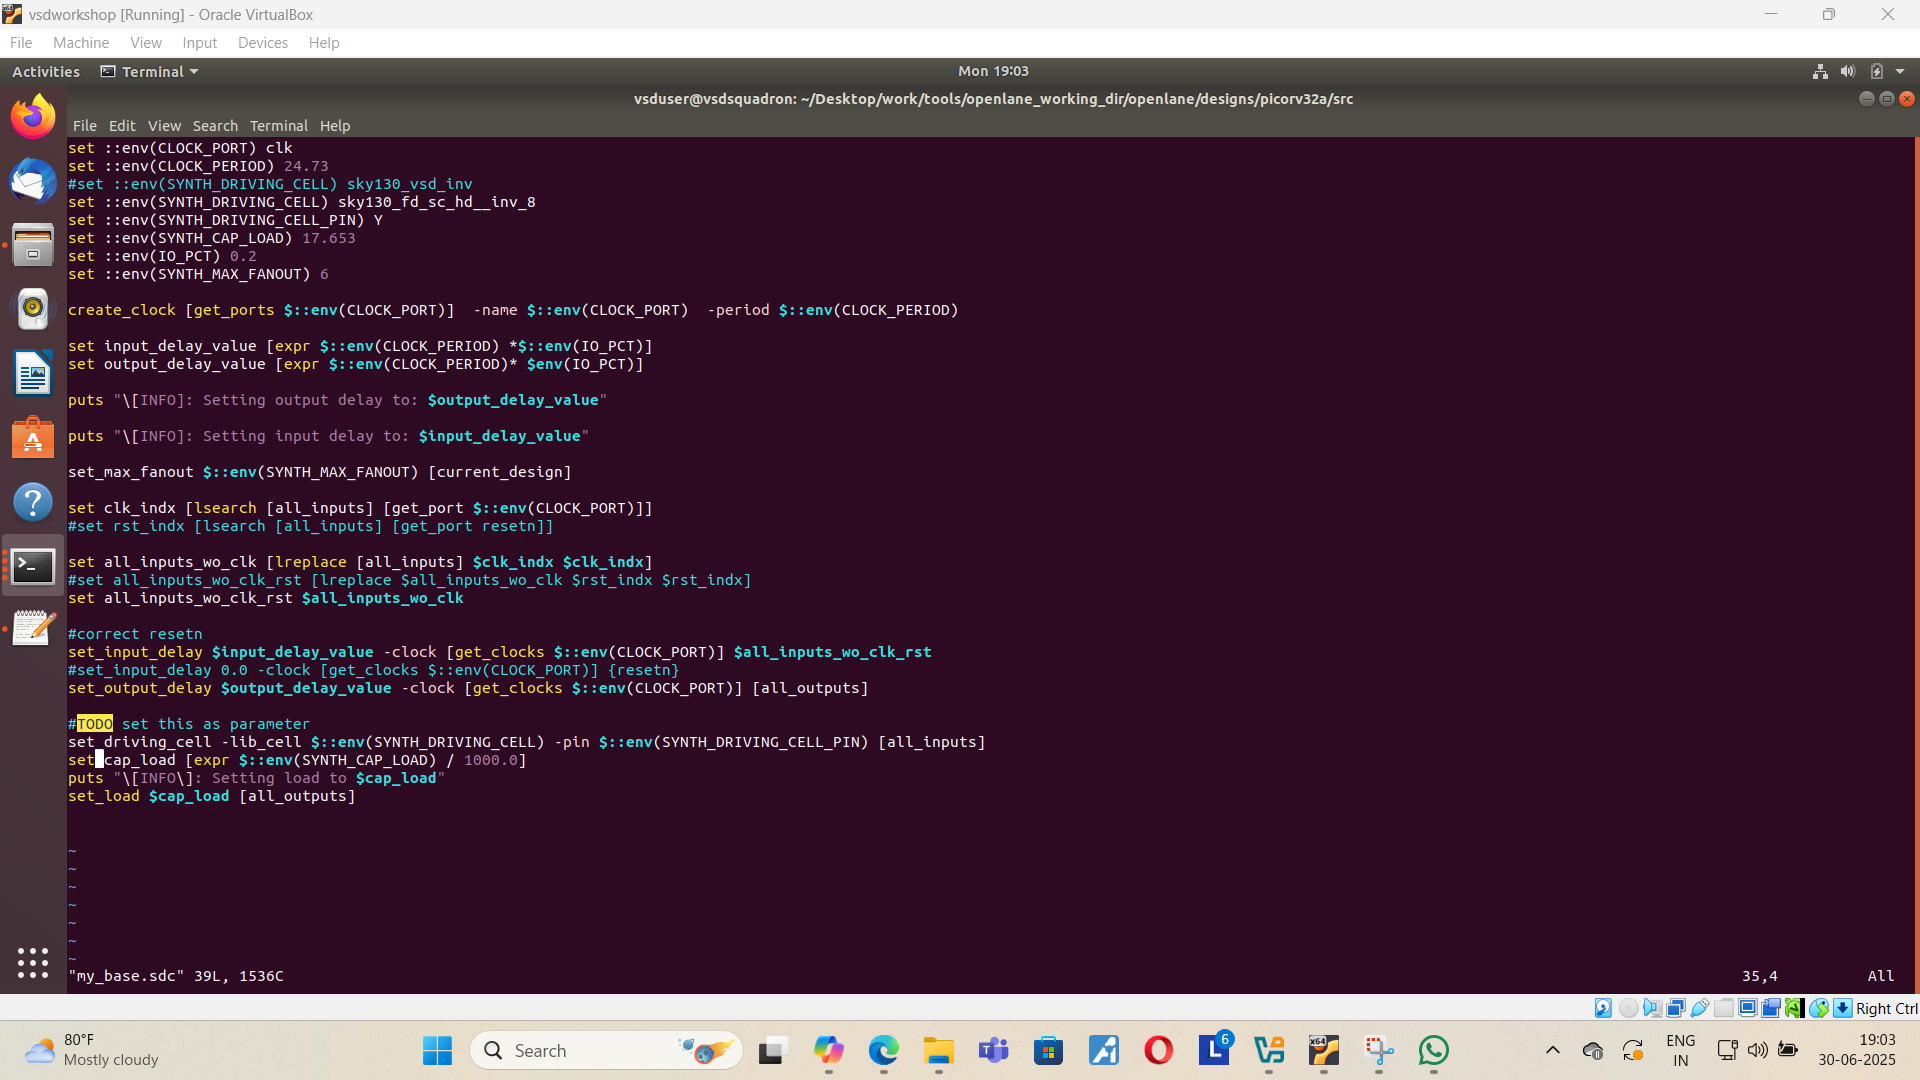 vsdworkshop [Running] - Oracle VirtualBox
File Machine View Input Devices Help
Activities Terminal Mon 19:03
vsduser@vsdsquadron: ~/Desktop/work/tools/openlane_working_dir/openlane/designs/picorv32a/src
File Edit View Search Terminal Help
set ::env(CLOCK_PORT) clk
set ::env(CLOCK_PERIOD) 24.73
#set ::env(SYNTH_DRIVING_CELL) sky130_vsd_inv
set ::env(SYNTH_DRIVING_CELL) sky130_fd_sc_hd__inv_8
set ::env(SYNTH_DRIVING_CELL_PIN) Y
set ::env(SYNTH_CAP_LOAD) 17.653
set ::env(IO_PCT) 0.2
set ::env(SYNTH_MAX_FANOUT) 6
create_clock [get_ports $::env(CLOCK_PORT)]  -name $::env(CLOCK_PORT)  -period $::env(CLOCK_PERIOD)
set input_delay_value [expr $::env(CLOCK_PERIOD) *$::env(IO_PCT)]
set output_delay_value [expr $::env(CLOCK_PERIOD)* $env(IO_PCT)]
puts "\[INFO]: Setting output delay to: $output_delay_value"
puts "\[INFO]: Setting input delay to: $input_delay_value"
set_max_fanout $::env(SYNTH_MAX_FANOUT) [current_design]
set clk_indx [lsearch [all_inputs] [get_port $::env(CLOCK_PORT)]]
#set rst_indx [lsearch [all_inputs] [get_port resetn]]
set all_inputs_wo_clk [lreplace [all_inputs] $clk_indx $clk_indx]
#set all_inputs_wo_clk_rst [lreplace $all_inputs_wo_clk $rst_indx $rst_indx]
set all_inputs_wo_clk_rst $all_inputs_wo_clk
#correct resetn
set_input_delay $input_delay_value -clock [get_clocks $::env(CLOCK_PORT)] $all_inputs_wo_clk_rst
#set_input_delay 0.0 -clock [get_clocks $::env(CLOCK_PORT)] {resetn}
set_output_delay $output_delay_value -clock [get_clocks $::env(CLOCK_PORT)] [all_outputs]
#TODO set this as parameter
set_driving_cell -lib_cell $::env(SYNTH_DRIVING_CELL) -pin $::env(SYNTH_DRIVING_CELL_PIN) [all_inputs]
set cap_load [expr $::env(SYNTH_CAP_LOAD) / 1000.0]
puts "\[INFO\]: Setting load to $cap_load"
set_load $cap_load [all_outputs]
~
~
~
~
~
~
~
"my_base.sdc" 39L, 1536C 35,4 All
Right Ctrl
80°F
Mostly cloudy
Search
6
x64
ENG
IN
19:03
30-06-2025